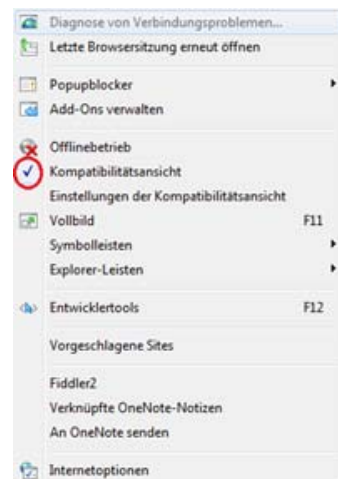 Diagnose von Verbindungsproblemen...
Letzte Browsersitzung erneut öffnen
Popupblocker
Add-Ons verwalten
Offlinebetrieb
Kompatibilitätsansicht
Einstellungen der Kompatibilitätsansicht
Vollbild F11
Symbolleisten
Explorer-Leisten
Entwicklertools F12
Vorgeschlagene Sites
Fiddler2
Verknüpfte OneNote-Notizen
An OneNote senden
Internetoptionen